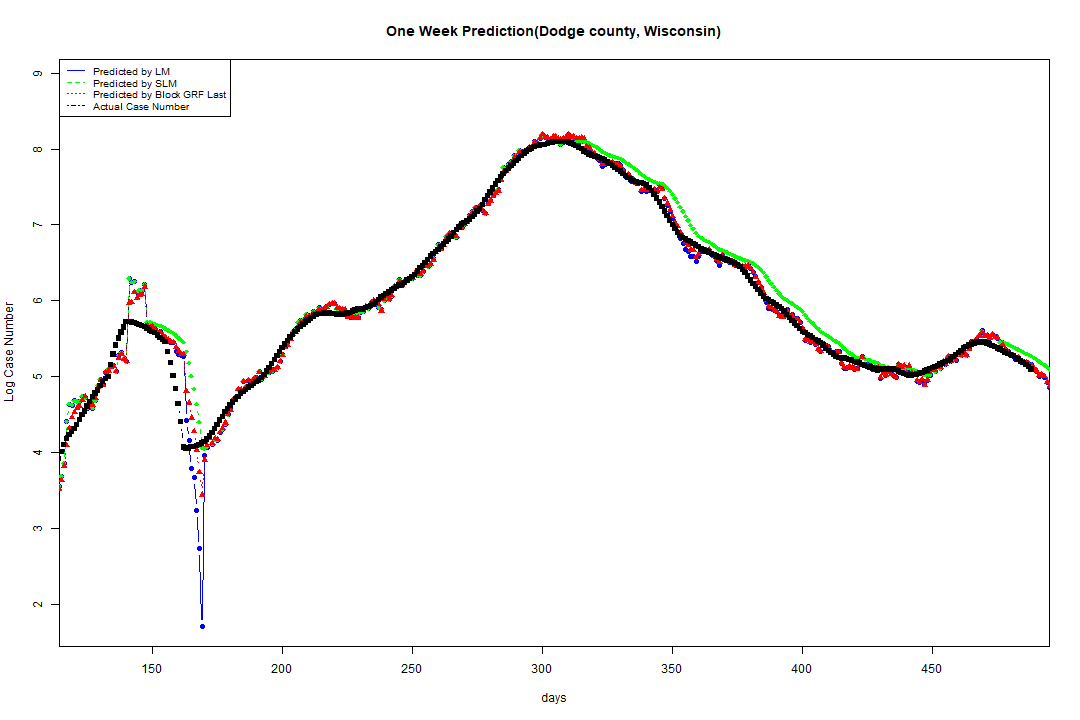 One Week Prediction(Dodge county, Wisconsin)
Predicted by LM
Predicted by SLM
Predicted by Block GRF Last
Actual Case Number
9
8
7
6
5
4
3
2
Log Case Number
150 200 250 300 350 400 450
days